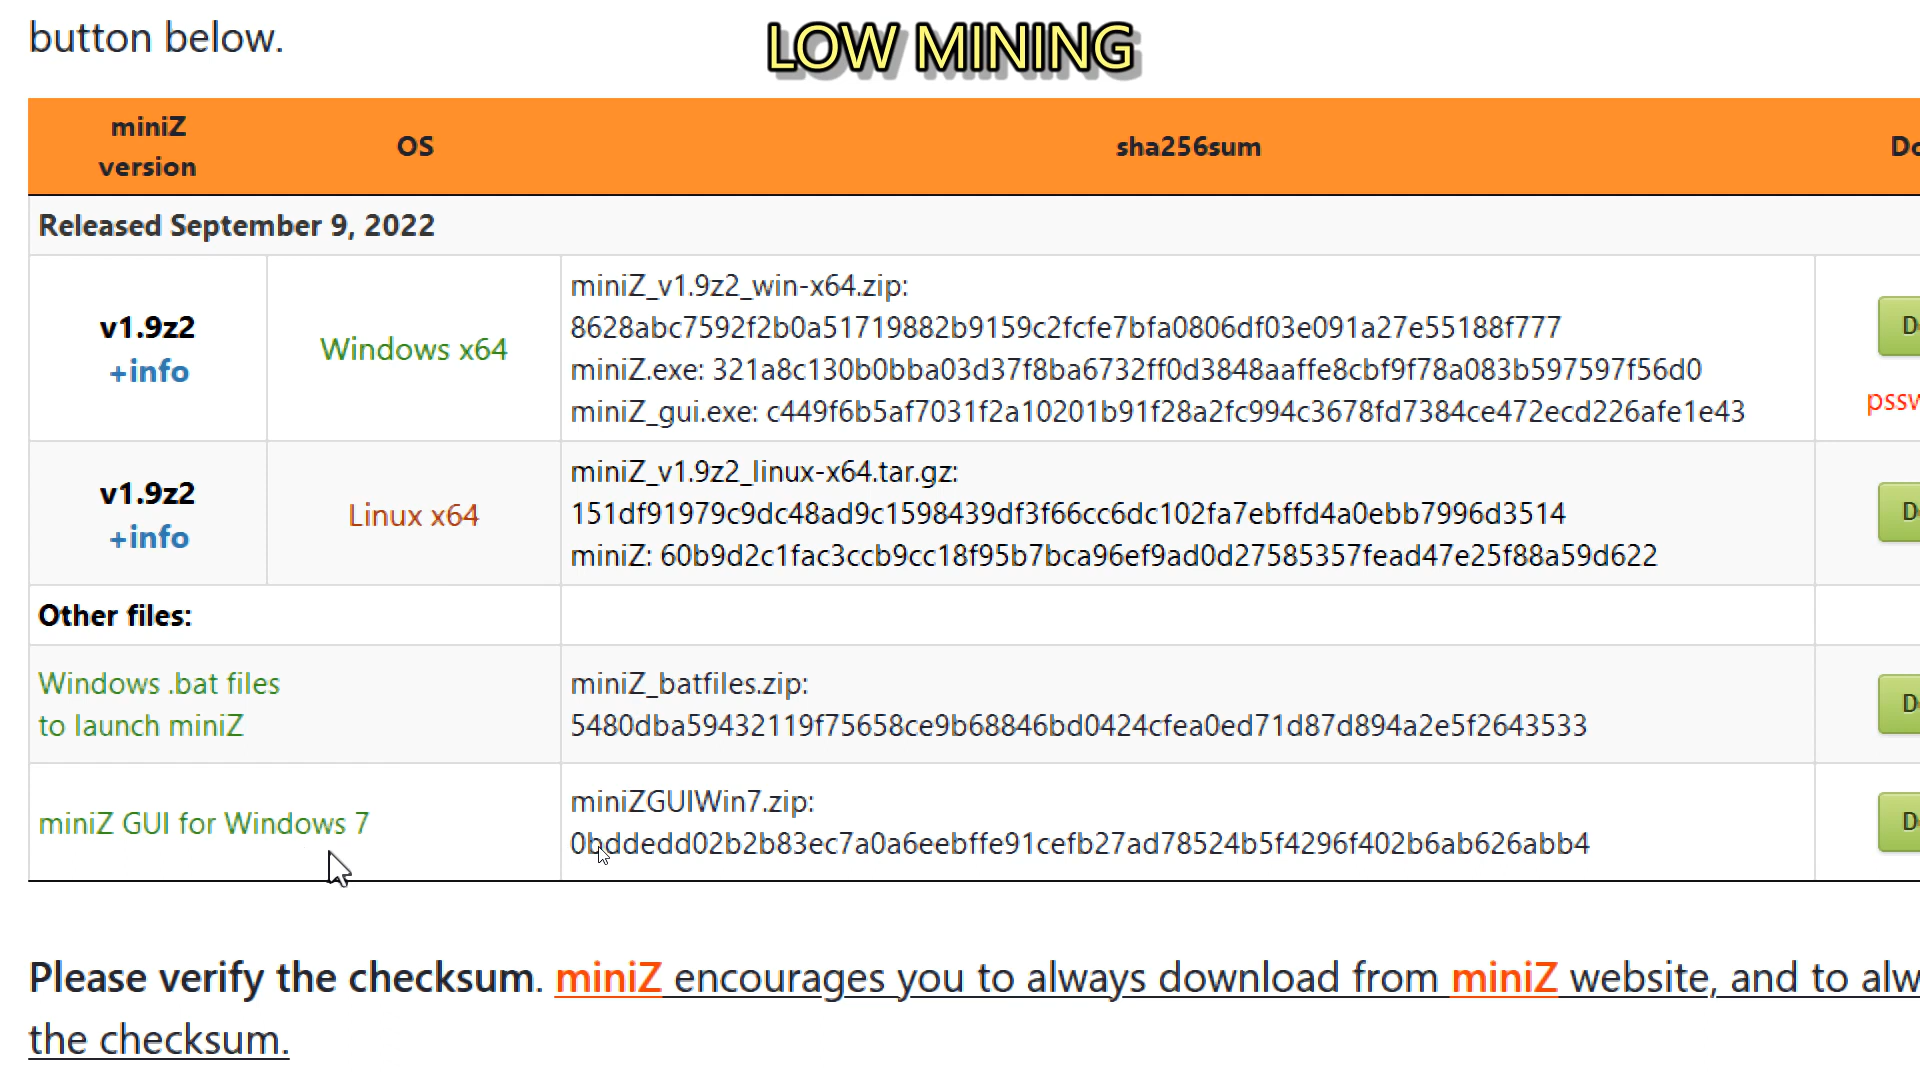 button below.
LOW MINING
miniZ
version
OS
sha256sum
Released September 9, 2022
v1.9z2
+info
Windows x64
miniZ_v1.9z2_win-x64.zip:
8628abc7592f2b0a51719882b9159c2fcfe7bfa0806df03e091a27e55188f777
miniZ.exe: 321a8c130b0bba03d37f8ba6732ff0d3848aaffe8cbf9f78a083b597597f56d0
miniZ_gui.exe: c449f6b5af7031f2a10201b91f28a2fc994c3678fd7384ce472ecd226afe1e43
v1.9z2
+info
Linux x64
miniZ_v1.9z2_linux-x64.tar.gz:
151df91979c9dc48ad9c1598439df3f66cc6dc102fa7ebffd4a0ebb7996d3514
miniZ: 60b9d2c1fac3ccb9cc18f95b7bca96ef9ad0d27585357fead47e25f88a59d622
Other files:
Windows .bat files
to launch miniZ
miniZ_batfiles.zip:
5480dba59432119f75658ce9b68846bd0424cfea0ed71d87d894a2e5f2643533
miniZ GUI for Windows 7
miniZGUIWin7.zip:
0bddedd02b2b83ec7a0a6eebffe91cefb27ad78524b5f4296f402b6ab626abb4
Please verify the checksum. miniZ encourages you to always download from miniZ website, and to alw
the checksum.